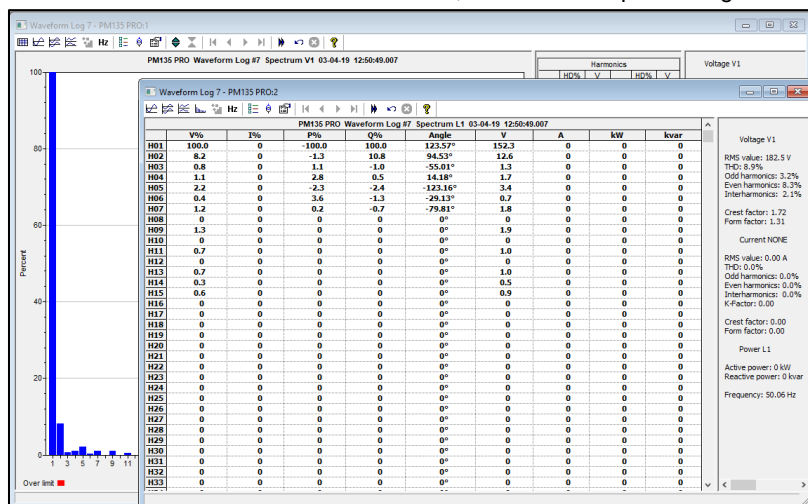 Waveform Log 7 - PM135 PRO:1
Hz
PM135 PRO Waveform Log #7 Spectrum V1 03-04-19 12:50:49.007
Harmonics
HD% V HD% V
Voltage V1
100
80
60
40
20
0
Percent
1 3 5 7 9 11
Over limit
Waveform Log 7 - PM135 PRO:2
Hz
PM135 PRO Waveform Log #7 Spectrum L1 03-04-19 12:50:49.007
V% I% P% Q% Angle V A kW kvar
H01 100.0 0 -100.0 100.0 123.57° 152.3 0 0 0
H02 8.2 0 -1.3 10.8 94.53° 12.6 0 0 0
H03 0.8 0 1.1 -1.0 -55.01° 1.3 0 0 0
H04 1.1 0 2.8 0.5 14.18° 1.7 0 0 0
H05 2.2 0 -2.3 -2.4 -123.16° 3.4 0 0 0
H06 0.4 0 3.6 -1.3 -29.13° 0.7 0 0 0
H07 1.2 0 0.2 -0.7 -79.81° 1.8 0 0 0
H08 0 0 0 0 0° 0 0 0 0
H09 1.3 0 0 0 0° 1.9 0 0 0
H10 0 0 0 0 0° 0 0 0 0
H11 0.7 0 0 0 0° 1.0 0 0 0
H12 0 0 0 0 0° 0 0 0 0
H13 0.7 0 0 0 0° 1.0 0 0 0
H14 0.3 0 0 0 0° 0.5 0 0 0
H15 0.6 0 0 0 0° 0.9 0 0 0
H16 0 0 0 0 0° 0 0 0 0
H17 0 0 0 0 0° 0 0 0 0
H18 0 0 0 0 0° 0 0 0 0
H19 0 0 0 0 0° 0 0 0 0
H20 0 0 0 0 0° 0 0 0 0
H21 0 0 0 0 0° 0 0 0 0
H22 0 0 0 0 0° 0 0 0 0
H23 0 0 0 0 0° 0 0 0 0
H24 0 0 0 0 0° 0 0 0 0
H25 0 0 0 0 0° 0 0 0 0
H26 0 0 0 0 0° 0 0 0 0
H27 0 0 0 0 0° 0 0 0 0
H28 0 0 0 0 0° 0 0 0 0
H29 0 0 0 0 0° 0 0 0 0
H30 0 0 0 0 0° 0 0 0 0
H31 0 0 0 0 0° 0 0 0 0
H32 0 0 0 0 0° 0 0 0 0
H33 0 0 0 0 0° 0 0 0 0
Voltage V1
RMS value: 182.5 V
THD: 8.9%
Odd harmonics: 3.2%
Even harmonics: 8.3%
Interharmonics: 2.1%
Crest factor: 1.72
Form factor: 1.31
Current NONE
RMS value: 0.00 A
THD: 0.0%
Odd harmonics: 0.0%
Even harmonics: 0.0%
Interharmonics: 0.0%
K-Factor: 0.00
Crest factor: 0.00
Form factor: 0.00
Power L1
Active power: 0 kW
Reactive power: 0 kvar
Frequency: 50.06 Hz